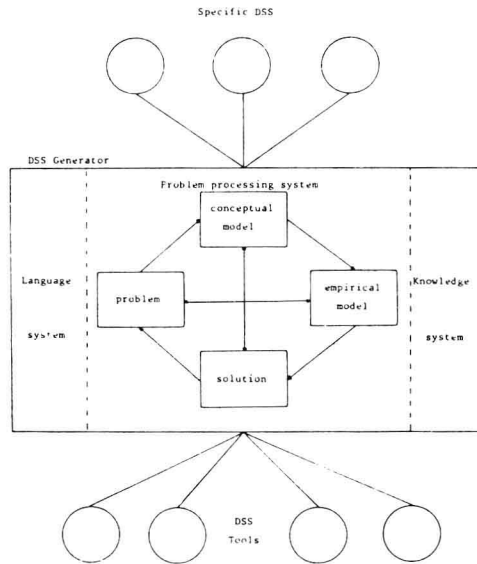 Specific DSS
DSS Generator
Problem processing system
conceptual
model
Language
system
problem
empirical
model
Knowledge
system
solution
DSS
Tools